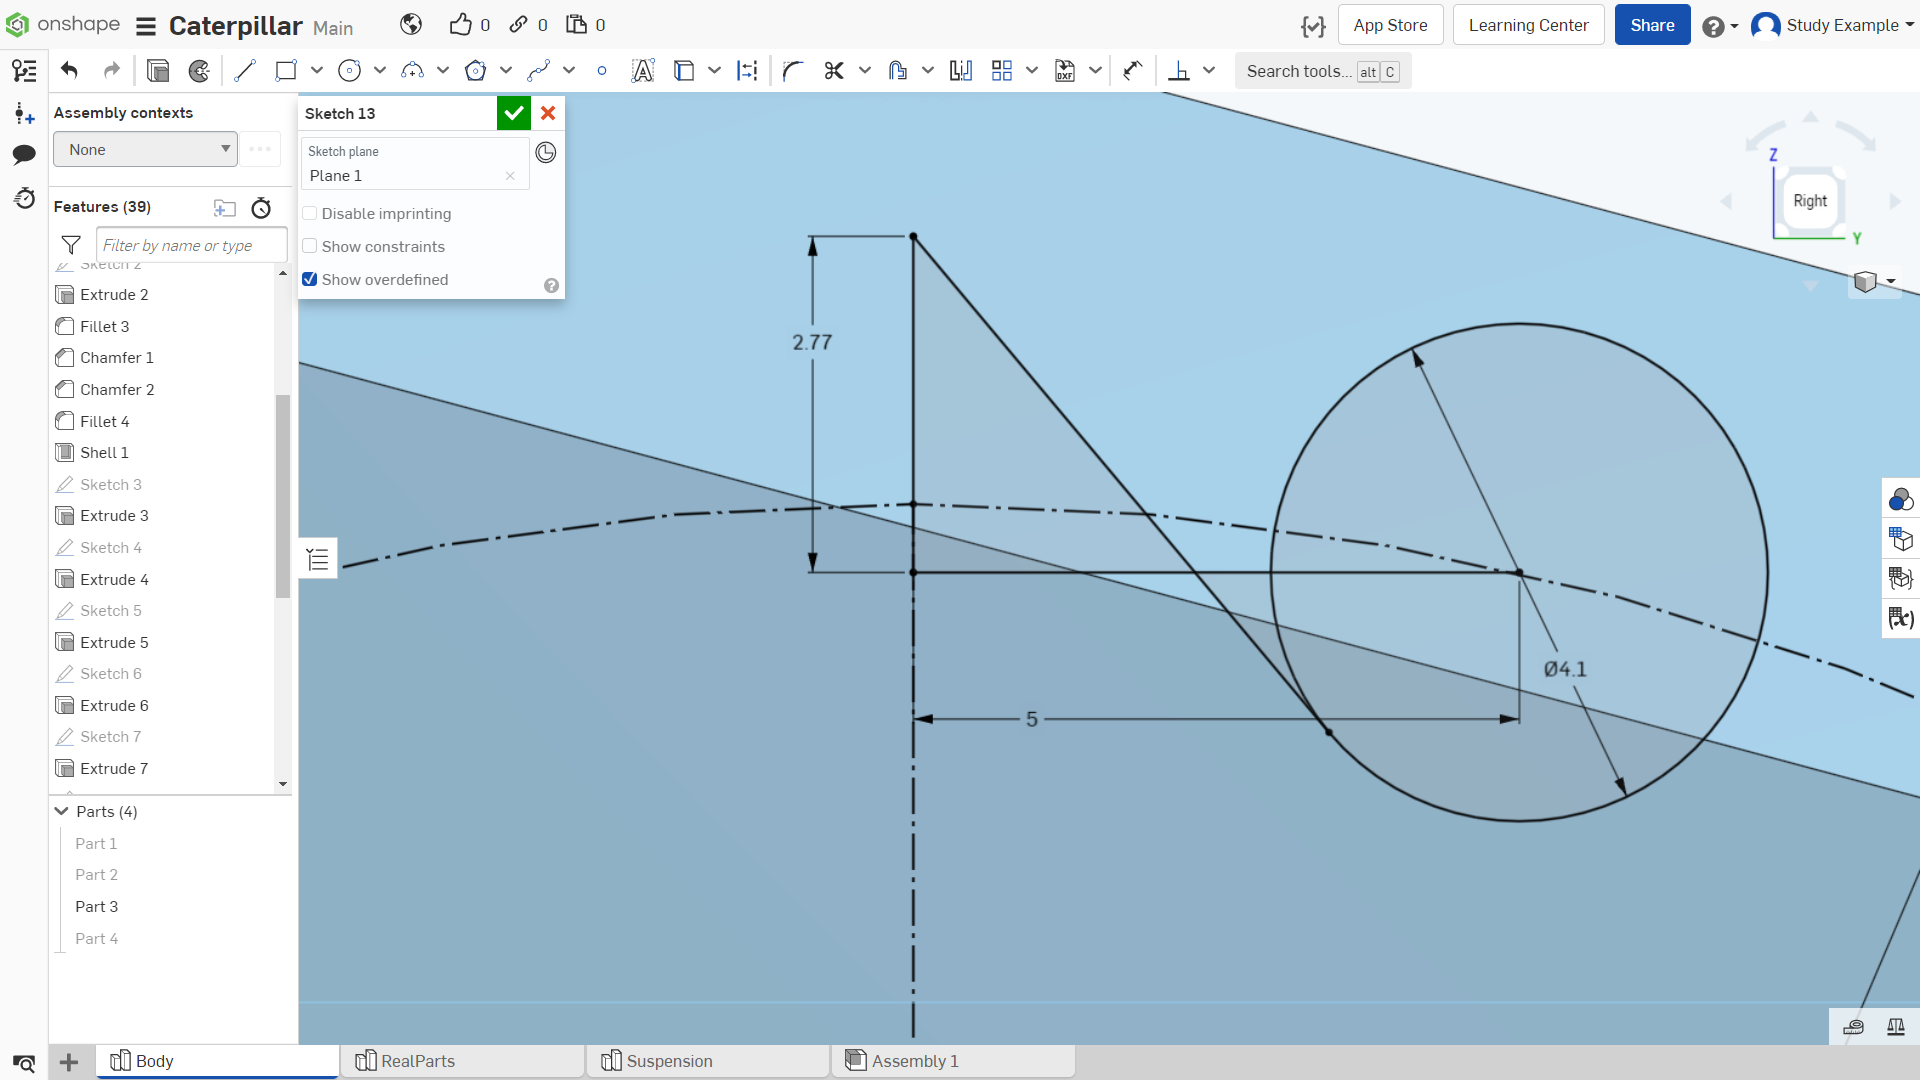 onshape
Caterpillar Main
0
0
0
App Store
Learning Center
Share
Study Example
Search tools... alt C
DXF
Assembly contexts
None
Features (39)
Filter by name or type
Sketch 2
Extrude 2
Fillet 3
Chamfer 1
Chamfer 2
Fillet 4
Shell 1
Sketch 3
Extrude 3
Sketch 4
Extrude 4
Sketch 5
Extrude 5
Sketch 6
Extrude 6
Sketch 7
Extrude 7
Parts (4)
Part 1
Part 2
Part 3
Part 4
Sketch 13
Sketch plane
Plane 1
Disable imprinting
Show constraints
Show overdefined
2.77
5
Ø4.1
Z
Right
Y
(x)
Body
RealParts
Suspension
Assembly 1